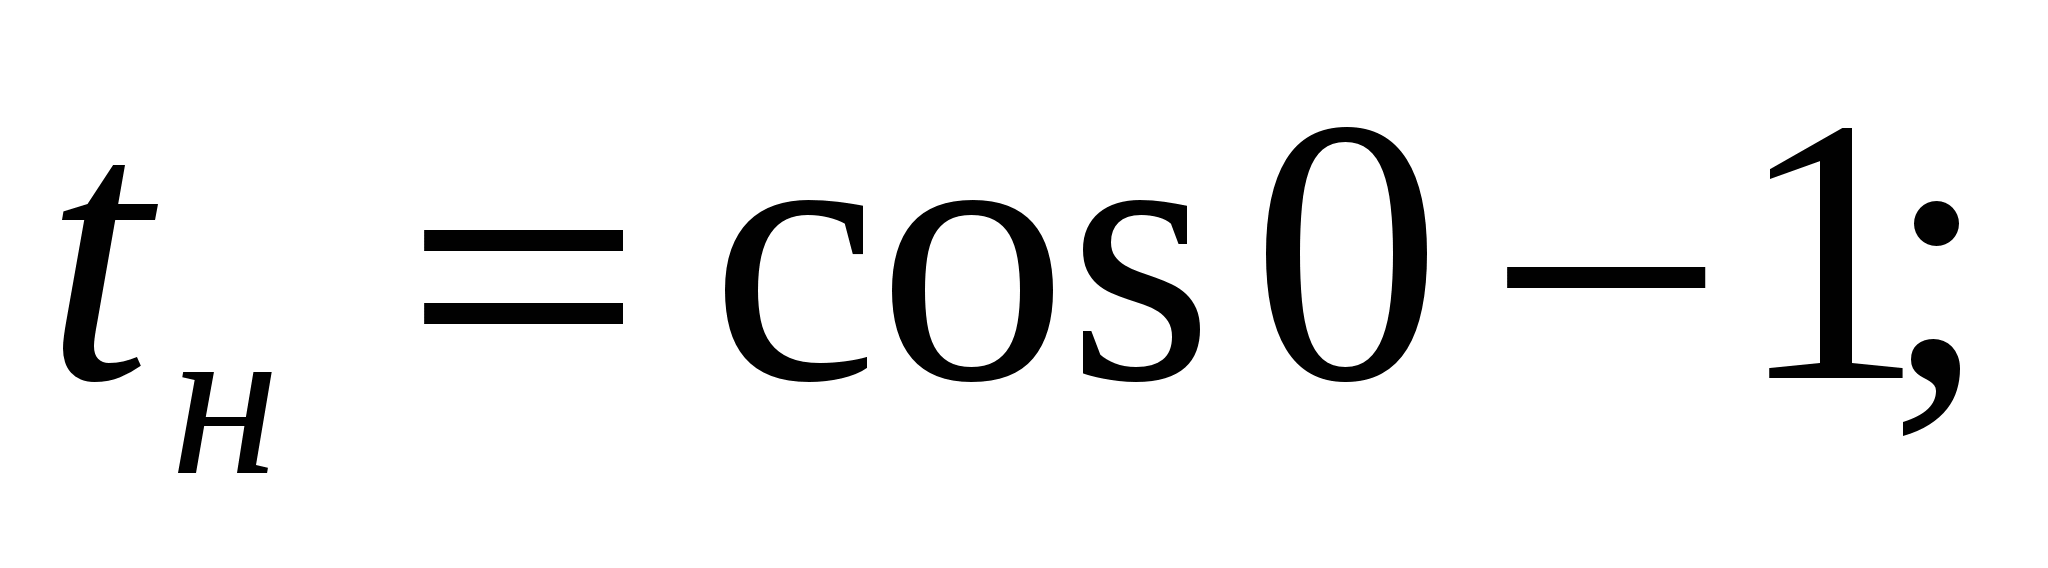 tн = cos 0 − 1;